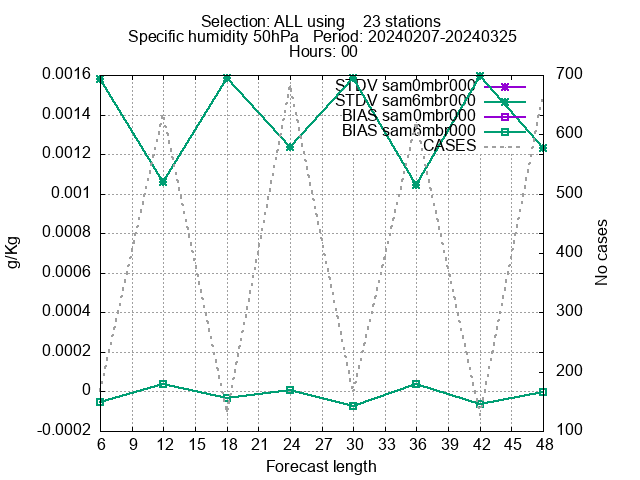 Selection: ALL using    23 stations
Specific humidity 50hPa   Period: 20240207-20240325
Hours: 00
STDV sam0mbr000
STDV sam6mbr000
BIAS sam0mbr000
BIAS sam6mbr000
CASES
0.0016
0.0014
0.0012
0.001
0.0008
0.0006
0.0004
0.0002
0
-0.0002
g/Kg
700
600
500
400
300
200
100
No cases
6 9 12 15 18 21 24 27 30 33 36 39 42 45 48
Forecast length